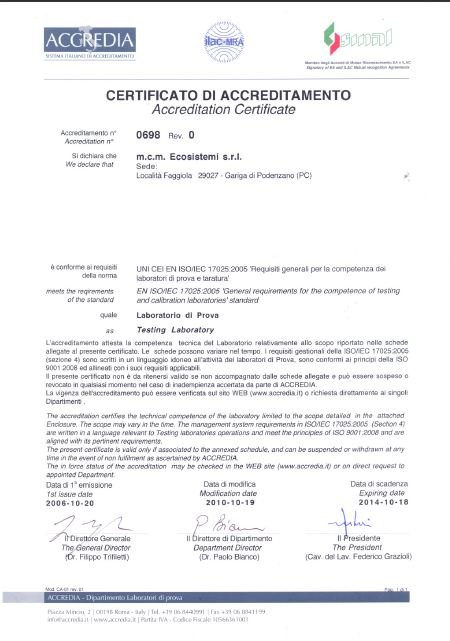 ACCREDIA
SISTEMA ITALIANO DI ACCREDITAMENTO
ilac-MRA
sinal
Membro degli Accordi di Mutuo Riconoscimento EA e ILAC
Signatory of EA and ILAC Mutual recognition Agreements
CERTIFICATO DI ACCREDITAMENTO
Accreditation Certificate
Accreditamento n° 0698 Rev. 0
Accreditation n°
Si dichiara che m.c.m. Ecosistemi s.r.l.
We declare that Sede:
Località Faggiola 29027 - Gariga di Podenzano (PC)
è conforme ai requisiti UNI CEI EN ISO/IEC 17025:2005 'Requisiti generali per la competenza dei
della norma laboratori di prova e taratura'
meets the reqirements EN ISO/IEC 17025:2005 'General requirements for the competence of testing
of the standard and calibration laboratories' standard
quale Laboratorio di Prova
as Testing Laboratory
L'accreditamento attesta la competenza tecnica del Laboratorio relativamente allo scopo riportato nelle schede
allegate al presente certificato. Le schede possono variare nel tempo. I requisiti gestionali della ISO/IEC 17025:2005
(sezione 4) sono scritti in un linguaggio idoneo all'attività dei laboratori di Prova, sono conformi ai principi della ISO
9001:2008 ed allineati con i suoi requisiti applicabili.
Il presente certificato non è da ritenersi valido se non accompagnato dalle schede allegate e può essere sospeso o
revocato in qualsiasi momento nel caso di inadempienza accertata da parte di ACCREDIA.
La vigenza dell'accreditamento può essere verificata sul sito WEB (www.accredia.it) o richiesta direttamente ai singoli
Dipartimenti .
The accreditation certifies the technical competence of the laboratory limited to the scope detailed in the attached
Enclosure. The scope may vary in the time. The management system requirements in ISO/IEC 17025:2005 (Section 4)
are written in a language relevant to Testing laboratories operations and meet the principles of ISO 9001:2008 and are
aligned with its pertinent requirements.
The present certificate is valid only if associated to the annexed schedule, and can be suspended or withdrawn at any
time in the event of non fulfilment as ascertained by ACCREDIA.
The in force status of the accreditation may be checked in the WEB site (www.accredia.it) or on direct request to
appointed Department.
Data di 1ª emissione Data di modifica Data di scadenza
1st issue date Modification date Expiring date
2006-10-20 2010-10-19 2014-10-18
Il Direttore Generale Il Direttore di Dipartimento Il Presidente
The General Director Department Director The President
(Dr. Filippo Trifiletti) (Dr. Paolo Bianco) (Cav. del Lav. Federico Grazioli)
Mod. CA-01 rev. 01 Pag. 1 di 1
ACCREDIA - Dipartimento Laboratori di prova
Piazza Mincio, 2 | 00198 Roma - Italy | Tel. +39 06 8440991 | Fax +39 06 8841199
info@accredia.it | www.accredia.it | Partita IVA - Codice Fiscale 10566361001